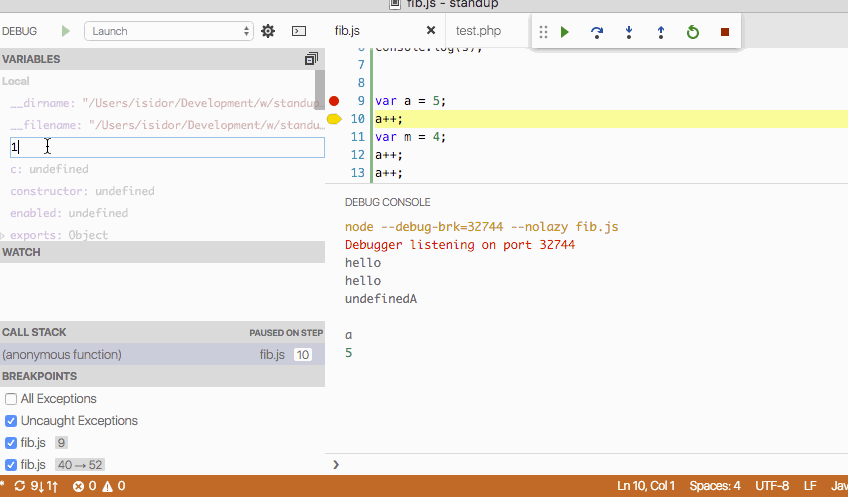 fib.js - standup
DEBUG
Launch
fib.js
test.php
VARIABLES
Local
__dirname: "/Users/isidor/Development/w/standup…
__filename: "/Users/isidor/Development/w/standu…
1
c: undefined
constructor: undefined
enabled: undefined
exports: Object
WATCH
CALL STACK PAUSED ON STEP
(anonymous function) fib.js 10
BREAKPOINTS
All Exceptions
Uncaught Exceptions
fib.js 9
fib.js 40→52
6 console.log(s);
7
8
9 var a = 5;
10 a++;
11 var m = 4;
12 a++;
13 a++;
DEBUG CONSOLE
node --debug-brk=32744 --nolazy fib.js
Debugger listening on port 32744
hello
hello
undefinedA
a
5
❯
* 9↓ 1↑ 0 0 Ln 10, Col 1 Spaces: 4 UTF-8 LF Jav